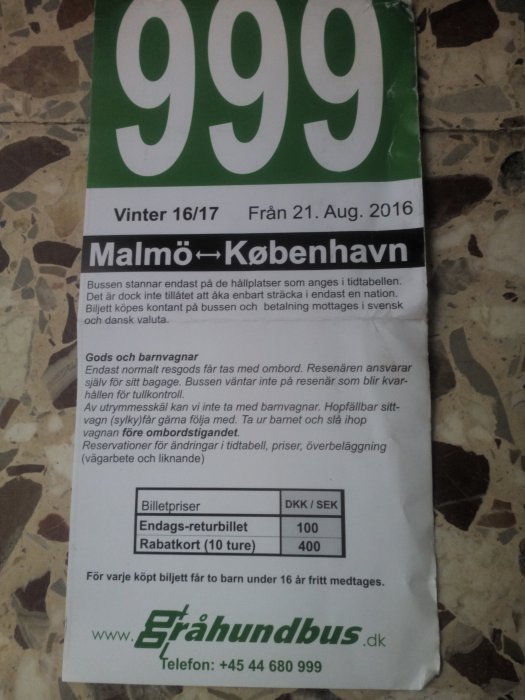 999
Vinter 16/17 Från 21. Aug. 2016
Malmö↔København
Bussen stannar endast på de hållplatser som anges i tidtabellen.
Det är dock inte tillåtet att åka enbart sträcka i endast en nation.
Biljett köpes kontant på bussen och betalning mottages i svensk
och dansk valuta.
Gods och barnvagnar
Endast normalt resgods får tas med ombord. Resenären ansvarar
själv för sitt bagage. Bussen väntar inte på resenär som blir kvar-
hållen för tullkontroll.
Av utrymmesskäl kan vi inte ta med barnvagnar. Hopfällbar sitt-
vagn (sylky)får gärna följa med. Ta ur barnet och slå ihop
vagnan före ombordstigandet.
Reservationer för ändringar i tidtabell, priser, överbeläggning
(vägarbete och liknande)
Billetpriser DKK / SEK
Endags-returbillet 100
Rabatkort (10 ture) 400
För varje köpt biljett får to barn under 16 år fritt medtages.
www.gråhundbus.dk
Telefon: +45 44 680 999